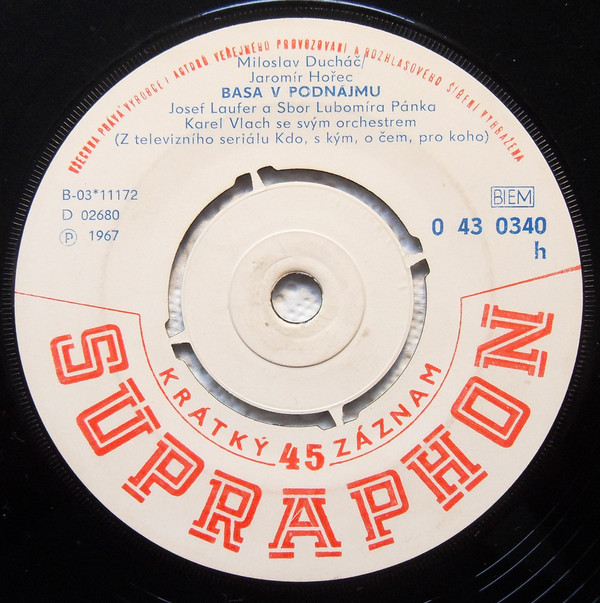 VŠECHNA PRÁVA VÝROBCE I AUTORŮ VEŘEJNÉHO PROVOZOVÁNÍ A ROZHLASOVÉHO ŠÍŘENÍ VYHRAŽENA
Miloslav Ducháč/
Jaromír Hořec
BASA V PODNÁJMU
Josef Laufer a Sbor Lubomíra Pánka
Karel Vlach se svým orchestrem
(Z televizního seriálu Kdo, s kým, o čem, pro koho)
B-03*11172
D 02680
Ⓟ 1967
BIEM
0 43 0340
h
KRÁTKÝ 45 ZÁZNAM
SUPRAPHON